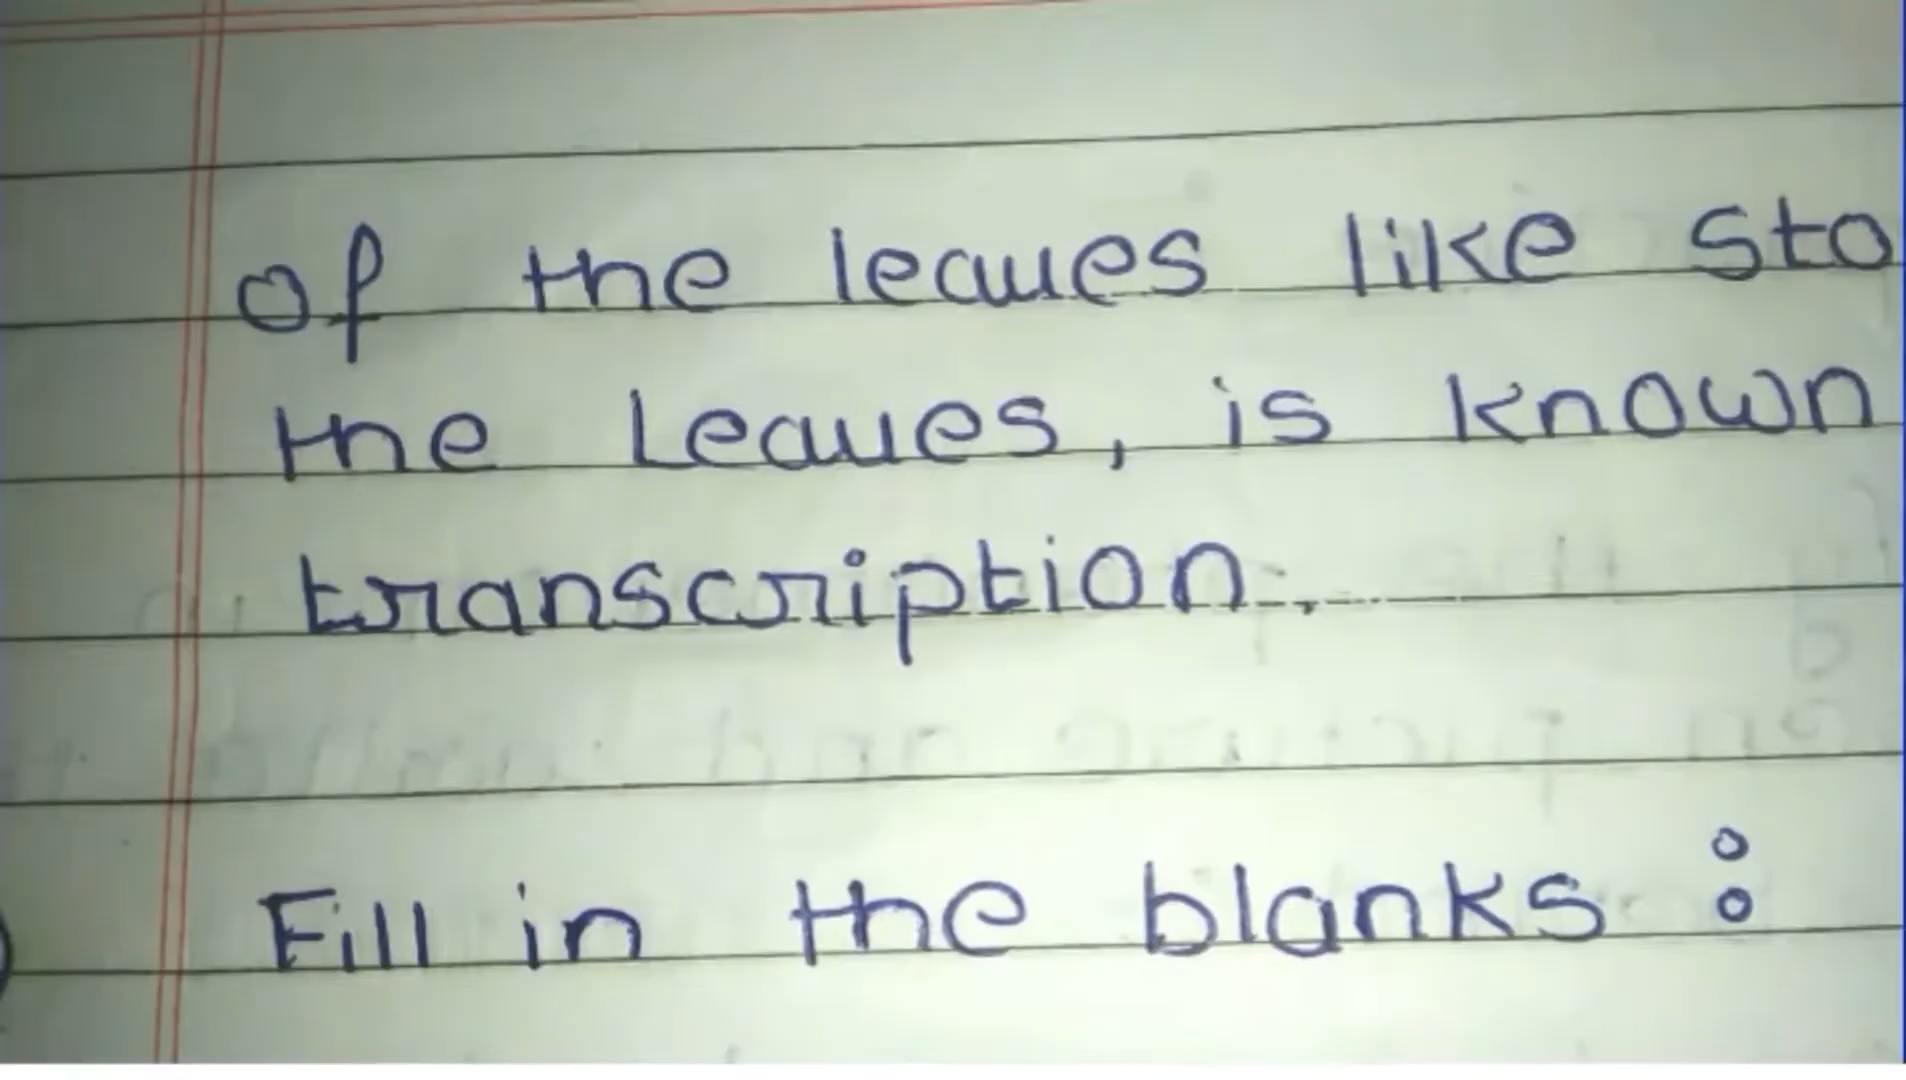 of the leaves like sto
the Leaves, is known
transcription.
Fill in the blanks :